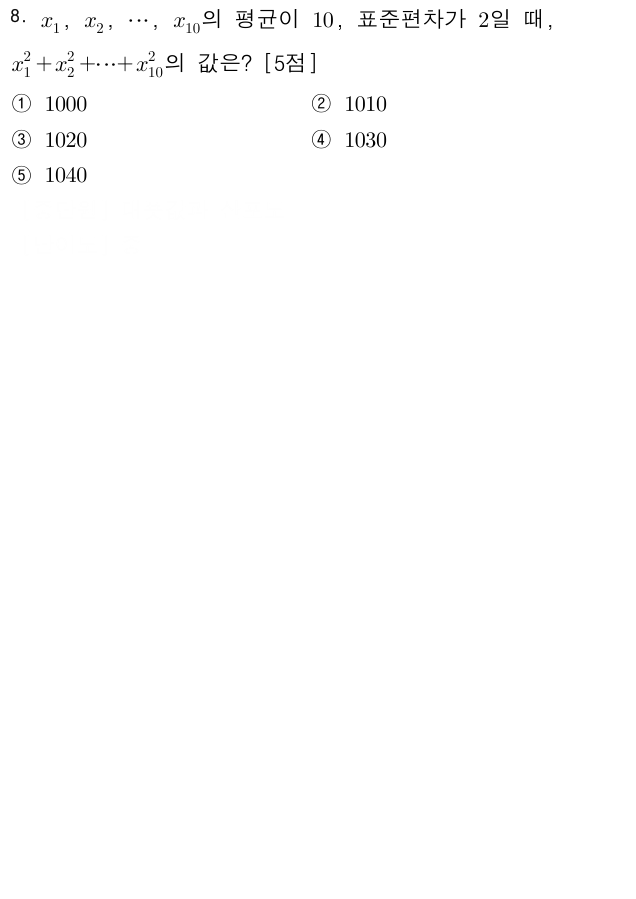 8. x₁, x₂, ⋯, x₁₀의 평균이 10, 표준편차가 2일 때,
x₁²+x₂²+⋯+x₁₀²의 값은? [5점]
① 1000 ② 1010
③ 1020 ④ 1030
⑤ 1040